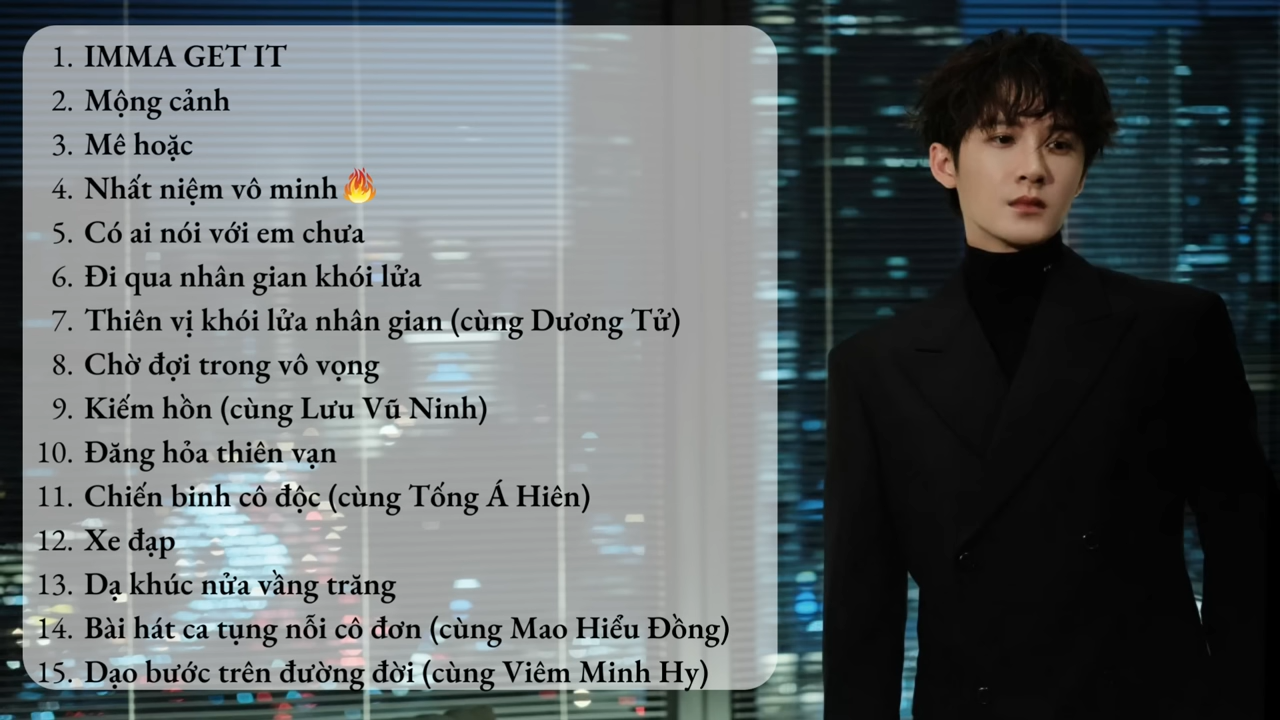 1. IMMA GET IT
2. Mộng cảnh
3. Mê hoặc
4. Nhất niệm vô minh🔥
5. Có ai nói với em chưa
6. Đi qua nhân gian khói lửa
7. Thiên vị khói lửa nhân gian (cùng Dương Tử)
8. Chờ đợi trong vô vọng
9. Kiếm hồn (cùng Lưu Vũ Ninh)
10. Đăng hỏa thiên vạn
11. Chiến binh cô độc (cùng Tống Á Hiên)
12. Xe đạp
13. Dạ khúc nửa vầng trăng
14. Bài hát ca tụng nỗi cô đơn (cùng Mao Hiểu Đồng)
15. Dạo bước trên đường đời (cùng Viêm Minh Hy)